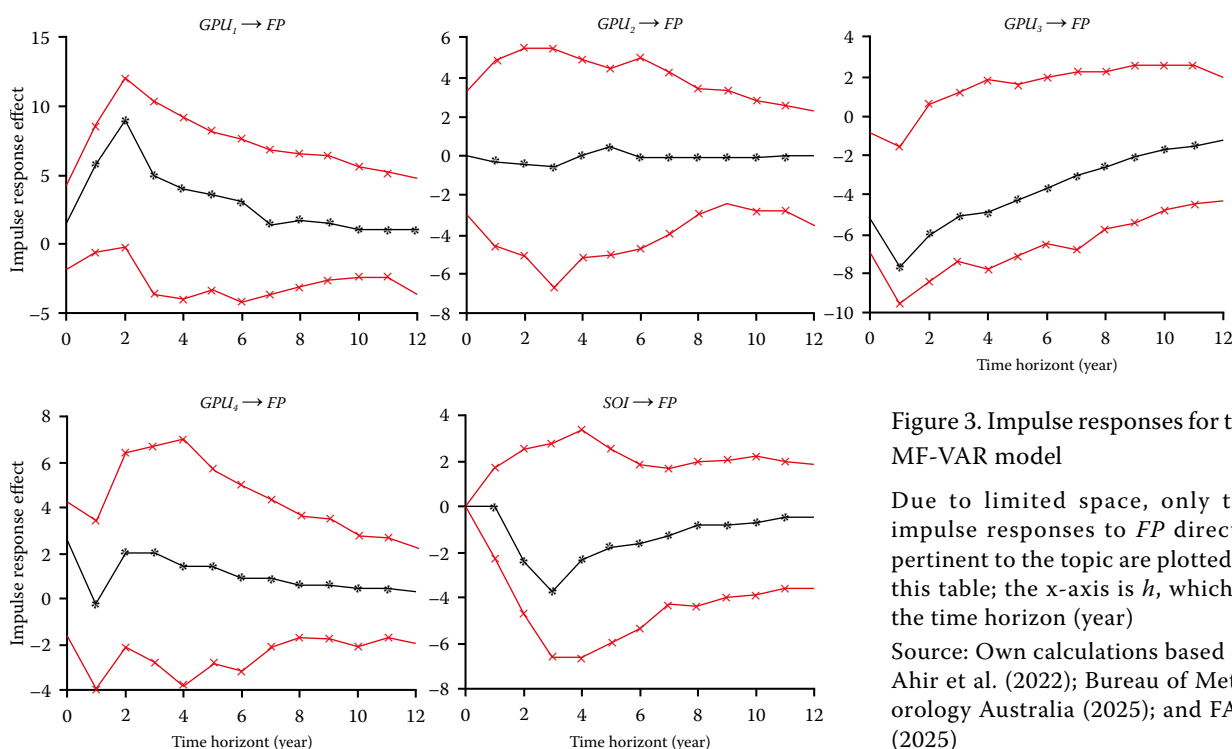 GPU₁ → FP
GPU₂ → FP
GPU₃ → FP
Impulse response effect
15
10
5
0
−5
0 2 4 6 8 10 12
6
4
2
0
−2
−4
−6
−8
0 2 4 6 8 10 12
4
2
0
−2
−4
−6
−8
−10
0 2 4 6 8 10 12
Time horizont (year)
GPU₄ → FP
SOI → FP
Impulse response effect
8
6
4
2
0
−2
−4
0 2 4 6 8 10 12
Time horizont (year)
4
2
0
−2
−4
−6
−8
0 2 4 6 8 10 12
Time horizont (year)
Figure 3. Impulse responses for t
MF-VAR model
Due to limited space, only t
impulse responses to FP direc
pertinent to the topic are plotted
this table; the x-axis is h, which
the time horizon (year)
Source: Own calculations based
Ahir et al. (2022); Bureau of Met
orology Australia (2025); and FA
(2025)